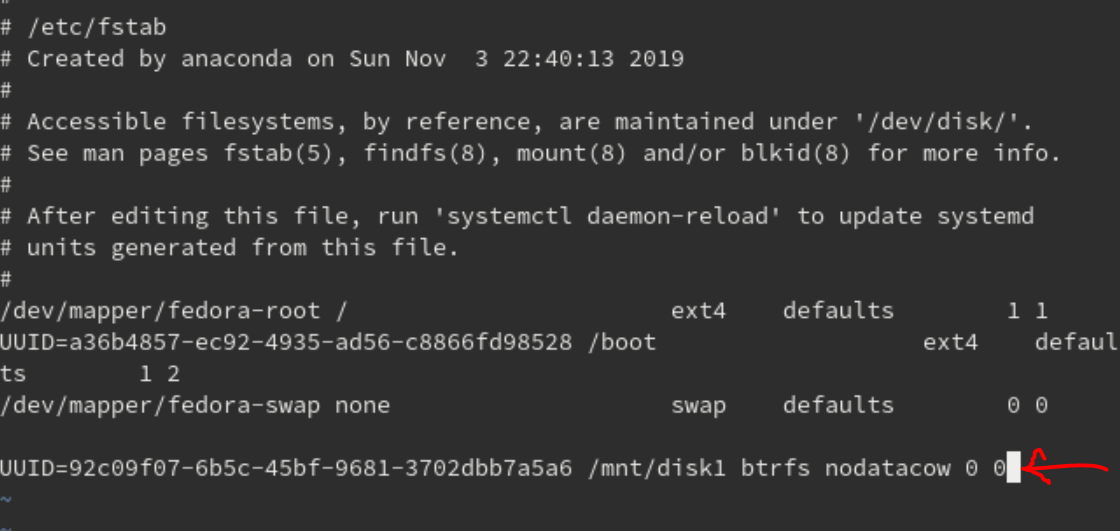 #
# /etc/fstab
# Created by anaconda on Sun Nov  3 22:40:13 2019
#
# Accessible filesystems, by reference, are maintained under '/dev/disk/'.
# See man pages fstab(5), findfs(8), mount(8) and/or blkid(8) for more info.
#
# After editing this file, run 'systemctl daemon-reload' to update systemd
# units generated from this file.
#
/dev/mapper/fedora-root /                       ext4    defaults        1 1
UUID=a36b4857-ec92-4935-ad56-c8866fd98528 /boot                   ext4    defaul
ts        1 2
/dev/mapper/fedora-swap none                    swap    defaults        0 0
UUID=92c09f07-6b5c-45bf-9681-3702dbb7a5a6 /mnt/disk1 btrfs nodatacow 0 0
~
~